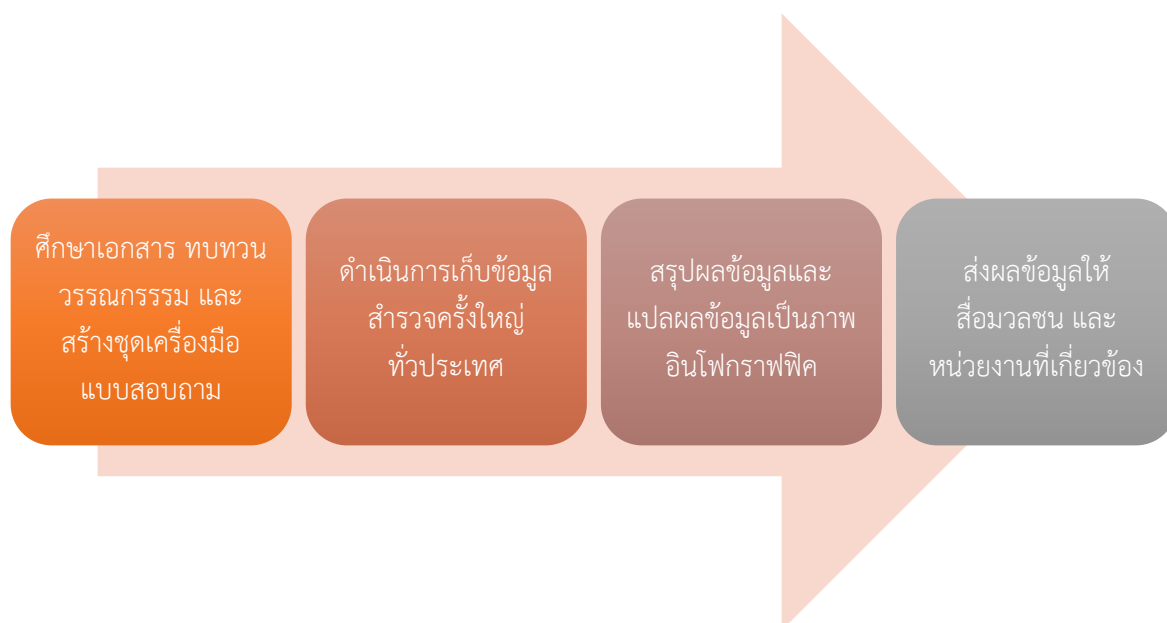 ศึกษาเอกสาร ทบทวน
วรรณกรรรม และ
สร้างชุดเครื่องมือ
แบบสอบถาม
ดำเนินการเก็บข้อมูล
สำรวจครั้งใหญ่
ทั่วประเทศ
สรุปผลข้อมูลและ
แปลผลข้อมูลเป็นภาพ
อินโฟกราฟฟิค
ส่งผลข้อมูลให้
สื่อมวลชน และ
หน่วยงานที่เกี่ยวข้อง